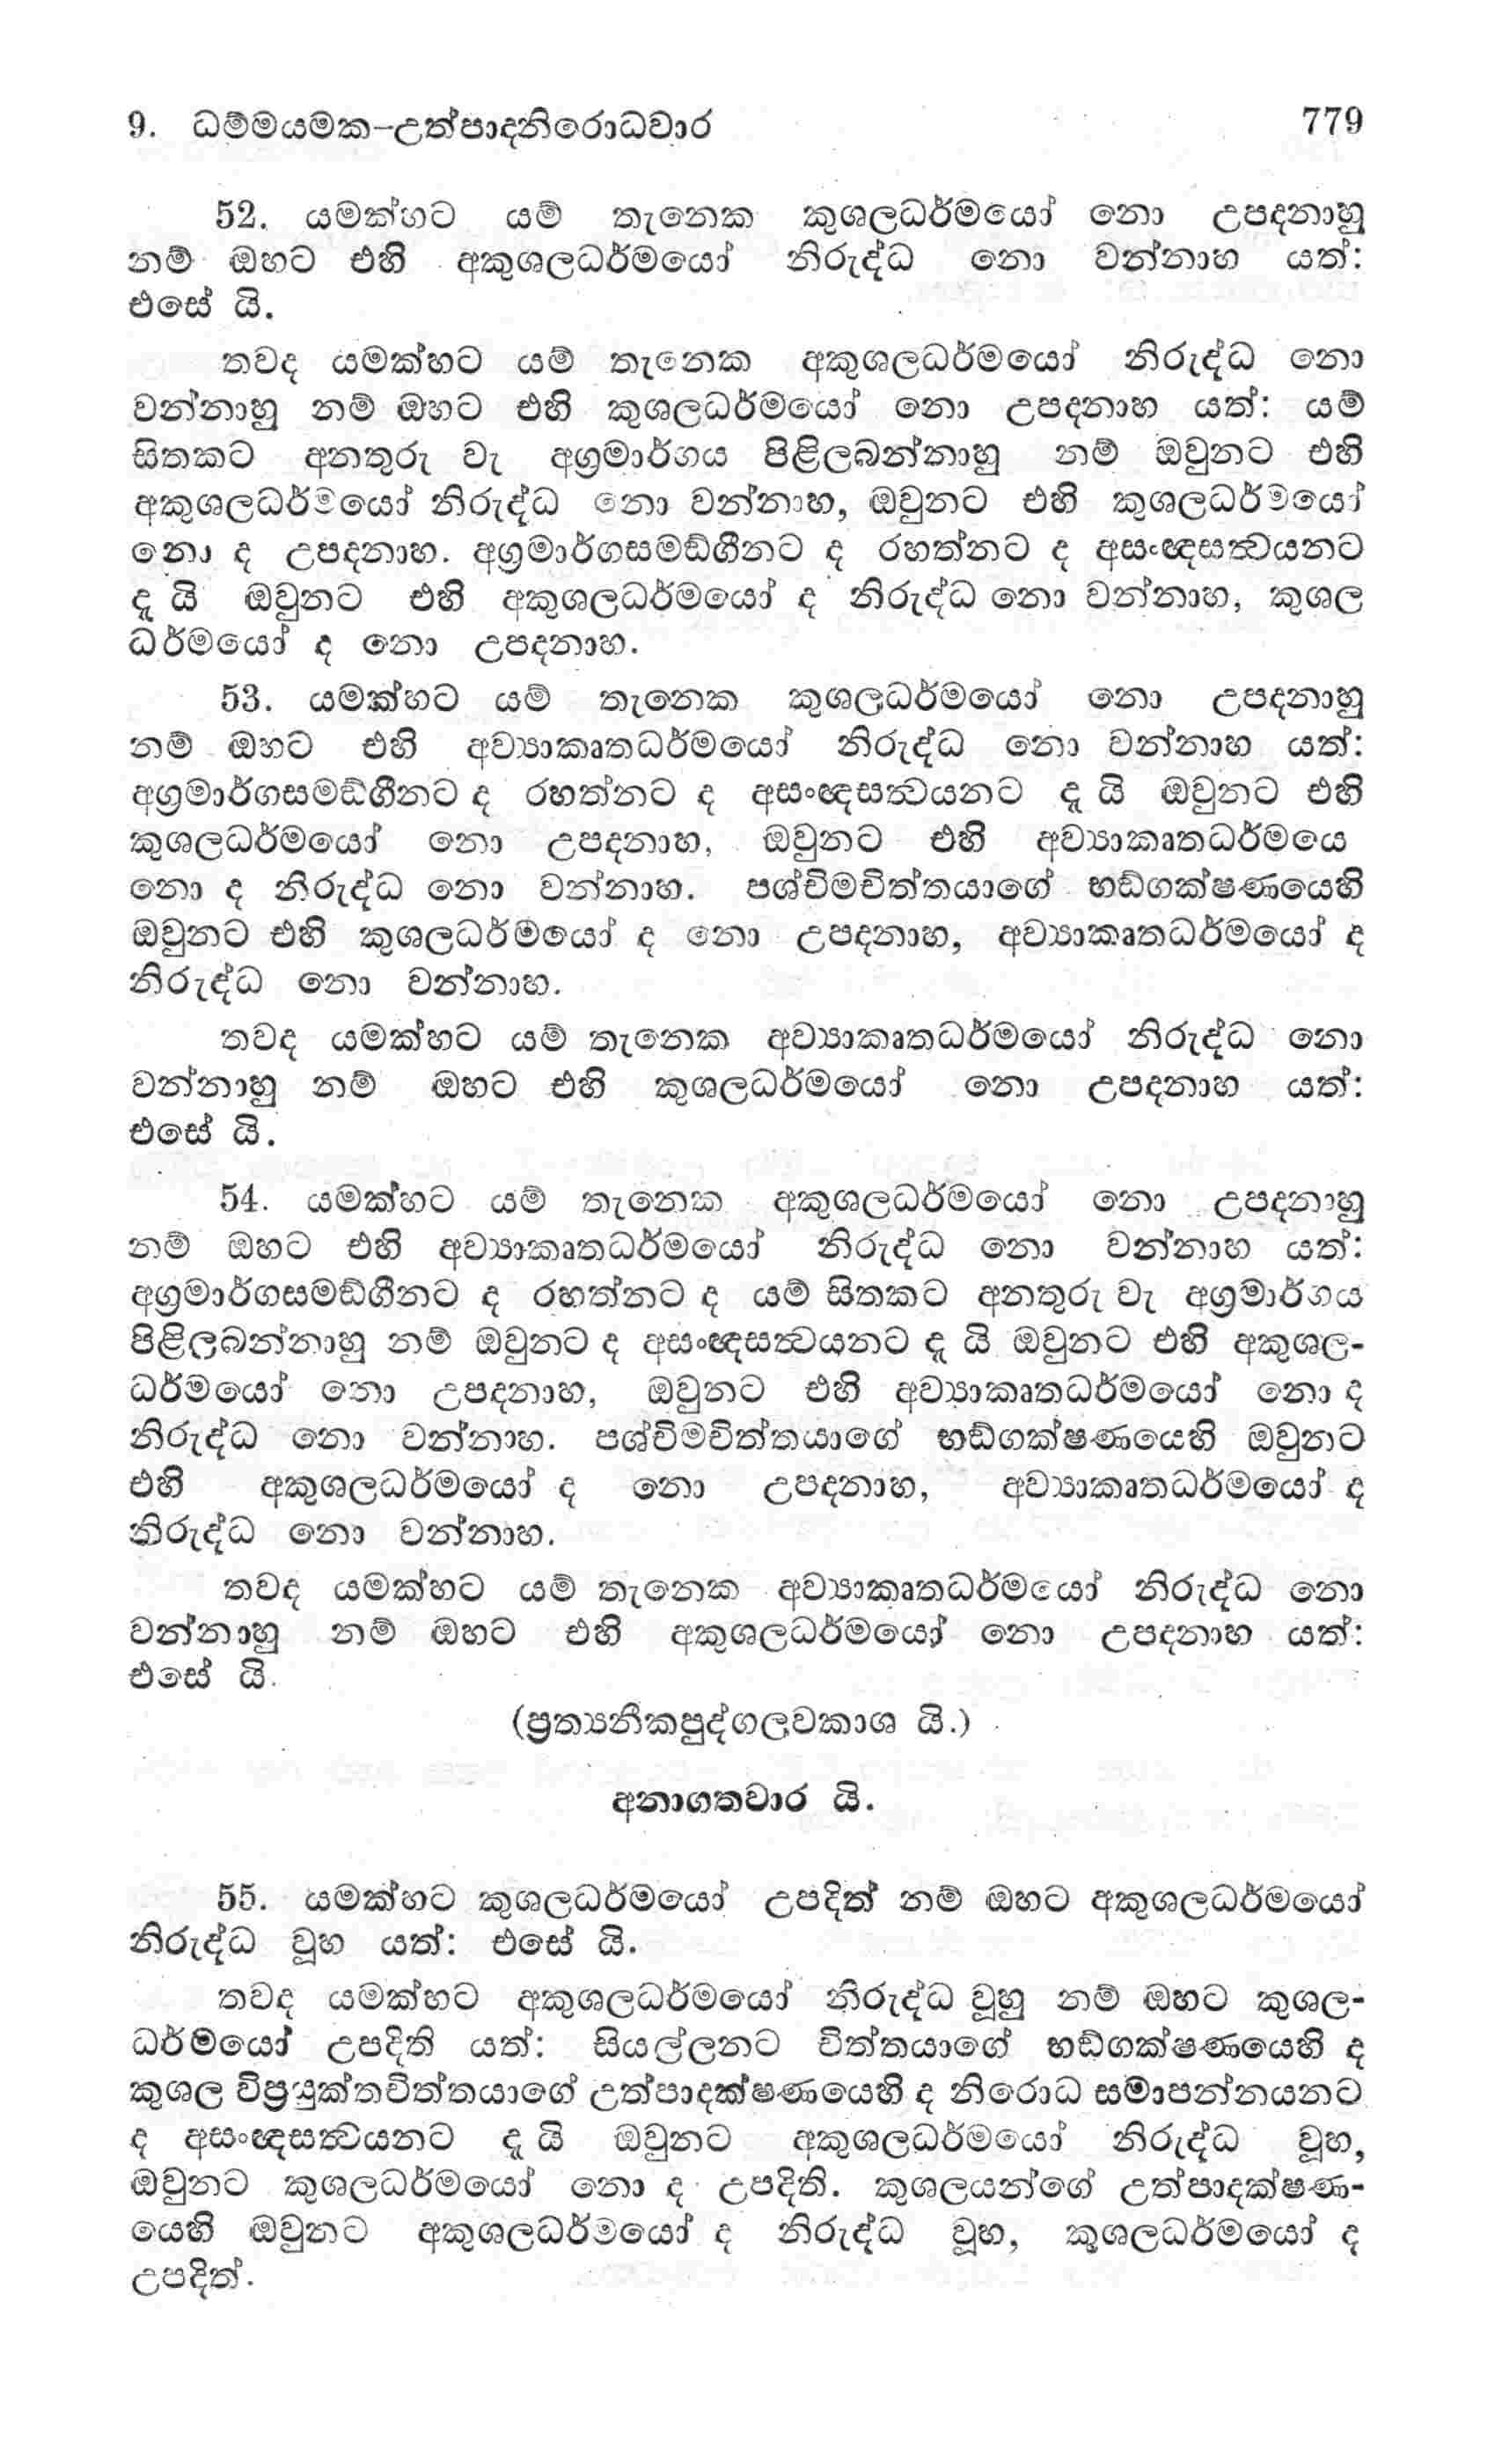 9. ධම්මයමක-උත්පාදනිරොධවාර 779
52. යමක්හට යම් තැනෙක කුශලධර්මයෝ නො උපදනාහු
නම් ඔහට එහි අකුශලධර්මයෝ නිරුද්ධ නො වන්නාහ යත්:
එසේ යි.
තවද යමක්හට යම් තැනෙක අකුශලධර්මයෝ නිරුද්ධ නො
වන්නාහු නම් ඔහට එහි කුශලධර්මයෝ නො උපදනාහ යත්: යම්
සිතකට අනතුරු වැ අග්‍රමාර්ගය පිළිලබන්නාහු නම් ඔවුනට එහි
අකුශලධර්මයෝ නිරුද්ධ නො වන්නාහ, ඔවුනට එහි කුශලධර්මයෝ
නො ද උපදනාහ. අග්‍රමාර්ගසමඞ්ගීනට ද රහත්නට ද අසංඥසත්‍වයනට
දැ යි ඔවුනට එහි අකුශලධර්මයෝ ද නිරුද්ධ නො වන්නාහ, කුශල
ධර්මයෝ ද නො උපදනාහ.
53. යමක්හට යම් තැනෙක කුශලධර්මයෝ නො උපදනාහු
නම් ඔහට එහි අව්‍යාකෘතධර්මයෝ නිරුද්ධ නො වන්නාහ යත්:
අග්‍රමාර්ගසමඞ්ගීනට ද රහත්නට ද අසංඥසත්‍වයනට දැ යි ඔවුනට එහි
කුශලධර්මයෝ නො උපදනාහ, ඔවුනට එහි අව්‍යාකෘතධර්මයෙ
නො ද නිරුද්ධ නො වන්නාහ. පශ්චිමචිත්තයාගේ භඞ්ගක්ෂණයෙහි
ඔවුනට එහි කුශලධර්මයෝ ද නො උපදනාහ, අව්‍යාකෘතධර්මයෝ ද
නිරුද්ධ නො වන්නාහ.
තවද යමක්හට යම් තැනෙක අව්‍යාකෘතධර්මයෝ නිරුද්ධ නො
වන්නාහු නම් ඔහට එහි කුශලධර්මයෝ නො උපදනාහ යත්:
එසේ යි.
54. යමක්හට යම් තැනෙක අකුශලධර්මයෝ නො උපදනාහු
නම් ඔහට එහි අව්‍යාකෘතධර්මයෝ නිරුද්ධ නො වන්නාහ යත්:
අග්‍රමාර්ගසමඞ්ගීනට ද රහත්නට ද යම් සිතකට අනතුරු වැ අග්‍රමාර්ගය
පිළිලබන්නාහු නම් ඔවුනට ද අසංඥසත්‍වයනට දැ යි ඔවුනට එහි අකුශල-
ධර්මයෝ නො උපදනාහ, ඔවුනට එහි අව්‍යාකෘතධර්මයෝ නො ද
නිරුද්ධ නො වන්නාහ. පශ්චිමචිත්තයාගේ භඞ්ගක්ෂණයෙහි ඔවුනට
එහි අකුශලධර්මයෝ ද නො උපදනාහ, අව්‍යාකෘතධර්මයෝ ද
නිරුද්ධ නො වන්නාහ.
තවද යමක්හට යම් තැනෙක අව්‍යාකෘතධර්මයෝ නිරුද්ධ නො
වන්නාහු නම් ඔහට එහි අකුශලධර්මයෝ නො උපදනාහ යත්:
එසේ යි.
(ප්‍රත්‍යනීකපුද්ගලවකාශ යි.)
අනාගතවාර යි.
55. යමක්හට කුශලධර්මයෝ උපදිත් නම් ඔහට අකුශලධර්මයෝ
නිරුද්ධ වූහ යත්: එසේ යි.
තවද යමක්හට අකුශලධර්මයෝ නිරුද්ධ වූහු නම් ඔහට කුශල-
ධර්මයෝ උපදිති යත්: සියල්ලනට චිත්තයාගේ භඞ්ගක්ෂණයෙහි ද
කුශල විප්‍රයුක්තචිත්තයාගේ උත්පාදක්ෂණයෙහි ද නිරොධ සමාපන්නයනට
ද අසංඥසත්‍වයනට දැ යි ඔවුනට අකුශලධර්මයෝ නිරුද්ධ වූහ,
ඔවුනට කුශලධර්මයෝ නො ද උපදිති. කුශලයන්ගේ උත්පාදක්ෂණ-
යෙහි ඔවුනට අකුශලධර්මයෝ ද නිරුද්ධ වූහ, කුශලධර්මයෝ ද
උපදිත්.